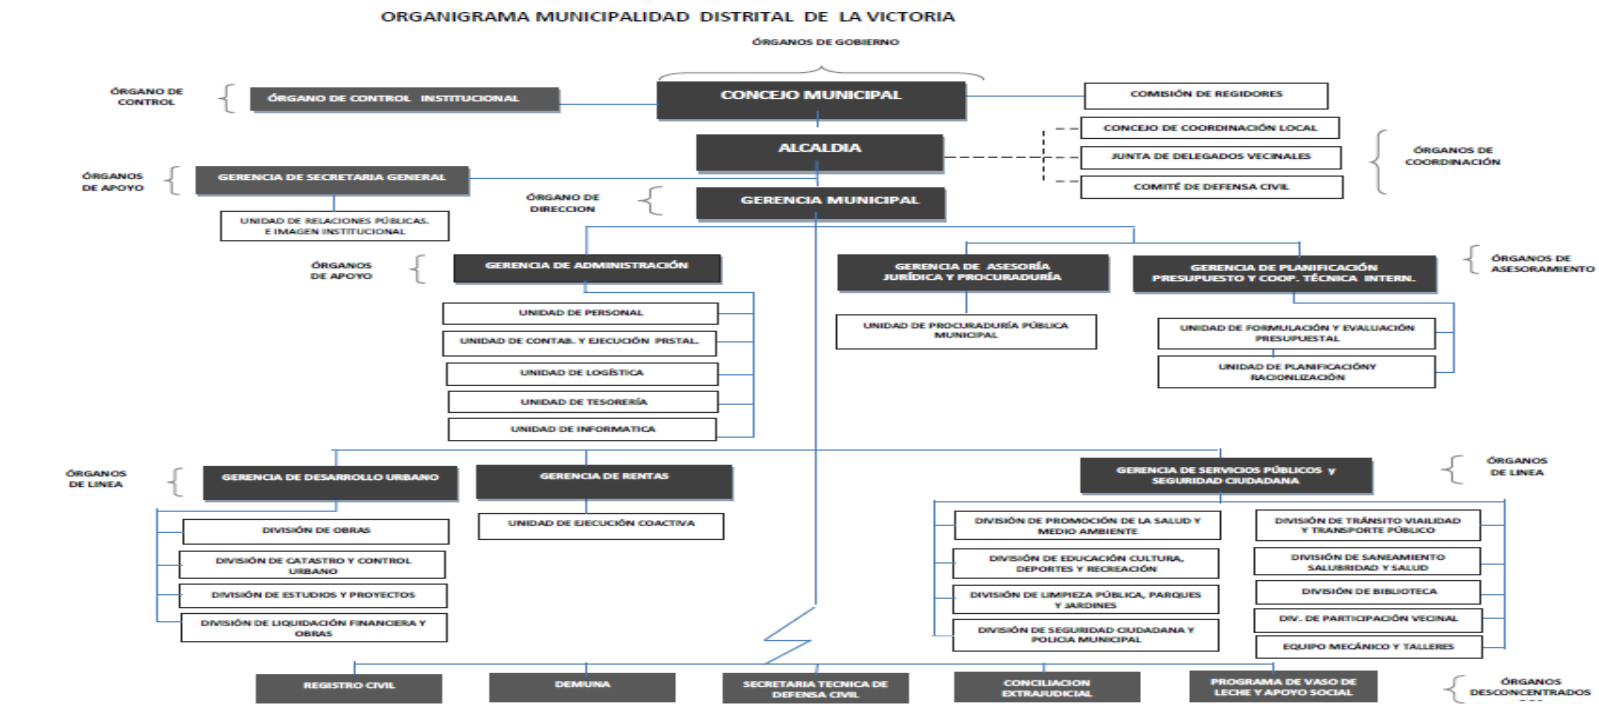 ORGANIGRAMA MUNICIPALIDAD DISTRITAL DE LA VICTORIA
ÓRGANOS DE GOBIERNO
ÓRGANO DE
CONTROL
ÓRGANO DE CONTROL INSTITUCIONAL
CONCEJO MUNICIPAL
COMISIÓN DE REGIDORES
CONCEJO DE COORDINACIÓN LOCAL
ALCALDIA
JUNTA DE DELEGADOS VECINALES
COMITÉ DE DEFENSA CIVIL
ÓRGANOS DE
COORDINACIÓN
ÓRGANOS
DE APOYO
GERENCIA DE SECRETARIA GENERAL
UNIDAD DE RELACIONES PÚBLICAS.
E IMAGEN INSTITUCIONAL
ÓRGANO DE
DIRECCION
GERENCIA MUNICIPAL
ÓRGANOS
DE APOYO
GERENCIA DE ADMINISTRACIÓN
GERENCIA DE ASESORÍA
JURÍDICA Y PROCURADURÍA
GERENCIA DE PLANIFICACIÓN
PRESUPUESTO Y COOP. TÉCNICA INTERN.
ÓRGANOS DE
ASESORAMIENTO
UNIDAD DE PERSONAL
UNIDAD DE CONTAB. Y EJECUCIÓN PRSTAL.
UNIDAD DE LOGÍSTICA
UNIDAD DE TESORERÍA
UNIDAD DE INFORMATICA
UNIDAD DE PROCURADURÍA PÚBLICA
MUNICIPAL
UNIDAD DE FORMULACIÓN Y EVALUACIÓN
PRESUPUESTAL
UNIDAD DE PLANIFICACIÓNY
RACIONLIZACIÓN
ÓRGANOS
DE LINEA
GERENCIA DE DESARROLLO URBANO
GERENCIA DE RENTAS
GERENCIA DE SERVICIOS PÚBLICOS y
SEGURIDAD CIUDADANA
ÓRGANOS
DE LINEA
DIVISIÓN DE OBRAS
DIVISIÓN DE CATASTRO Y CONTROL
URBANO
DIVISIÓN DE ESTUDIOS Y PROYECTOS
DIVISIÓN DE LIQUIDACIÓN FINANCIERA Y
OBRAS
UNIDAD DE EJECUCIÓN COACTIVA
DIVISIÓN DE PROMOCIÓN DE LA SALUD Y
MEDIO AMBIENTE
DIVISIÓN DE EDUCACIÓN CULTURA,
DEPORTES Y RECREACIÓN
DIVISIÓN DE LIMPIEZA PÚBLICA, PARQUES
Y JARDINES
DIVISIÓN DE SEGURIDAD CIUDADANA Y
POLICIA MUNICIPAL
DIVISIÓN DE TRÁNSITO VIAILIDAD
Y TRANSPORTE PÚBLICO
DIVISIÓN DE SANEAMIENTO
SALUBRIDAD Y SALUD
DIVISIÓN DE BIBLIOTECA
DIV. DE PARTICIPACIÓN VECINAL
EQUIPO MECÁNICO Y TALLERES
REGISTRO CIVIL
DEMUNA
SECRETARIA TECNICA DE
DEFENSA CIVIL
CONCILIACION
EXTRAJUDICIAL
PROGRAMA DE VASO DE
LECHE Y APOYO SOCIAL
ÓRGANOS
DESCONCENTRADOS